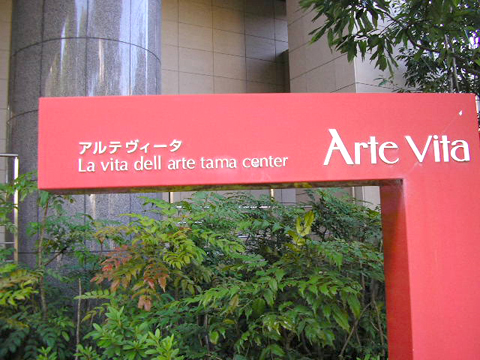 アルテヴィータ
La vita dell arte tama center
Arte Vita